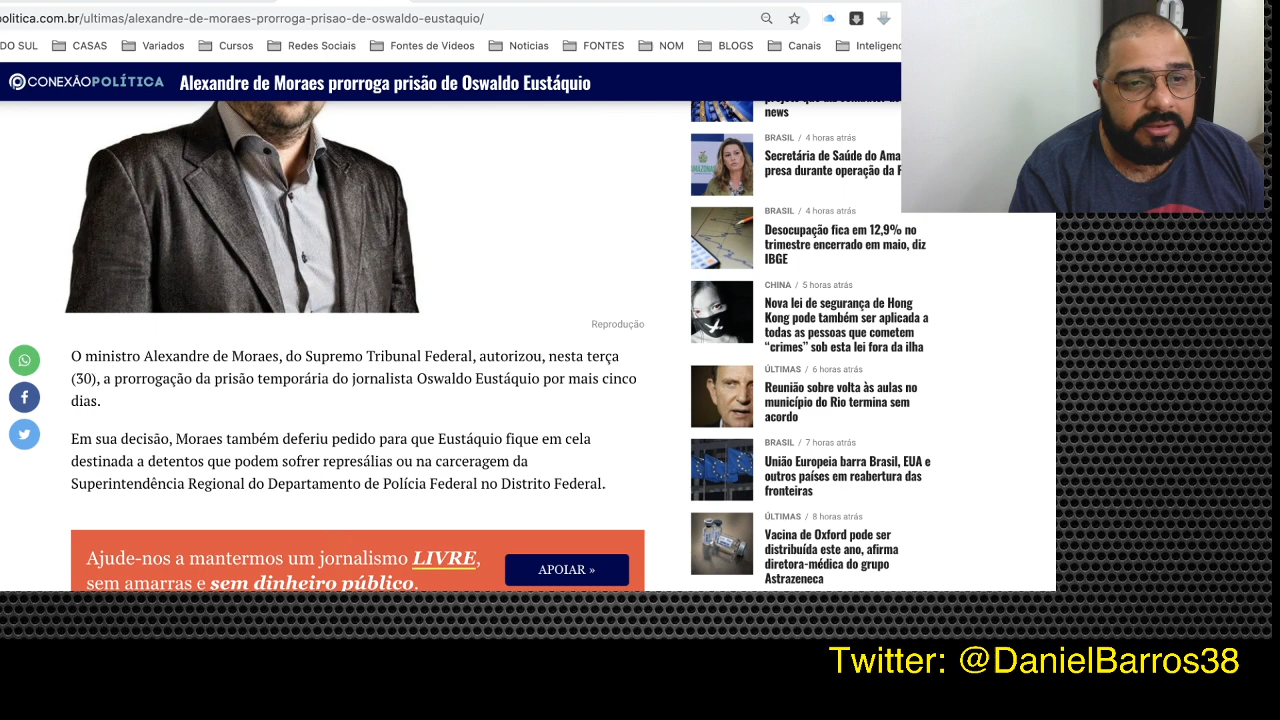 olitica.com.br/ultimas/alexandre-de-moraes-prorroga-prisao-de-oswaldo-eustaquio/
DO SUL CASAS Variados Cursos Redes Sociais Fontes de Videos Noticias FONTES NOM BLOGS Canais Inteligenc
CONEXÃOPOLÍTICA Alexandre de Moraes prorroga prisão de Oswaldo Eustáquio
Reprodução
O ministro Alexandre de Moraes, do Supremo Tribunal Federal, autorizou, nesta terça
(30), a prorrogação da prisão temporária do jornalista Oswaldo Eustáquio por mais cinco
dias.
Em sua decisão, Moraes também deferiu pedido para que Eustáquio fique em cela
destinada a detentos que podem sofrer represálias ou na carceragem da
Superintendência Regional do Departamento de Polícia Federal no Distrito Federal.
Ajude-nos a mantermos um jornalismo LIVRE,
sem amarras e sem dinheiro público.
APOIAR »
news
BRASIL / 4 horas atrás
Secretária de Saúde do Ama
presa durante operação da
BRASIL / 4 horas atrás
Desocupação fica em 12,9% no
trimestre encerrado em maio, diz
IBGE
CHINA / 5 horas atrás
Nova lei de segurança de Hong
Kong pode também ser aplicada a
todas as pessoas que cometem
“crimes” sob esta lei fora da ilha
ÚLTIMAS / 6 horas atrás
Reunião sobre volta às aulas no
município do Rio termina sem
acordo
BRASIL / 7 horas atrás
União Europeia barra Brasil, EUA e
outros países em reabertura das
fronteiras
ÚLTIMAS / 8 horas atrás
Vacina de Oxford pode ser
distribuída este ano, afirma
diretora-médica do grupo
Astrazeneca
Twitter: @DanielBarros38